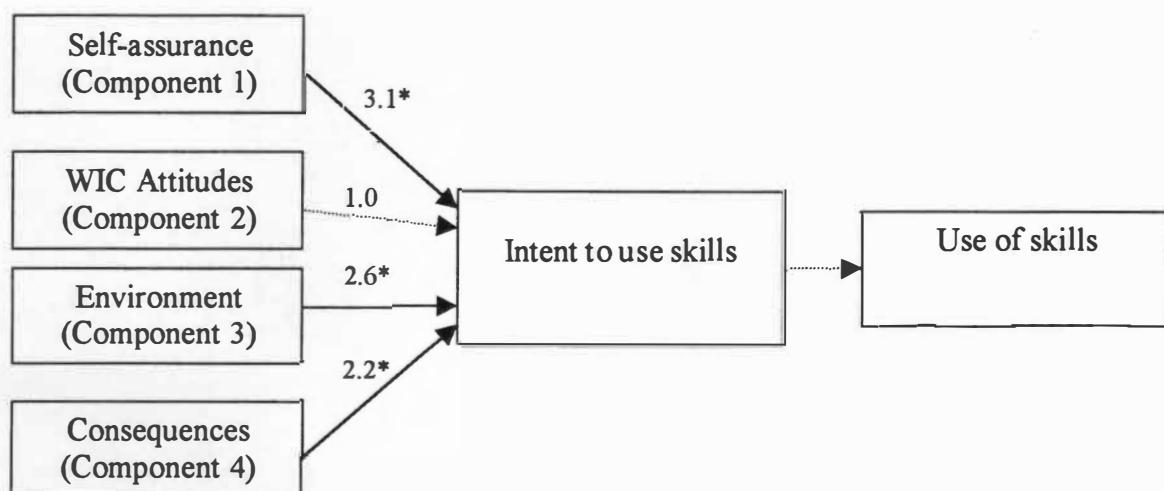 Self-assurance
(Component 1)
3.1*
WIC Attitudes
(Component 2)
1.0
Environment
(Component 3)
2.6*
Consequences
(Component 4)
2.2*
Intent to use skills
Use of skills